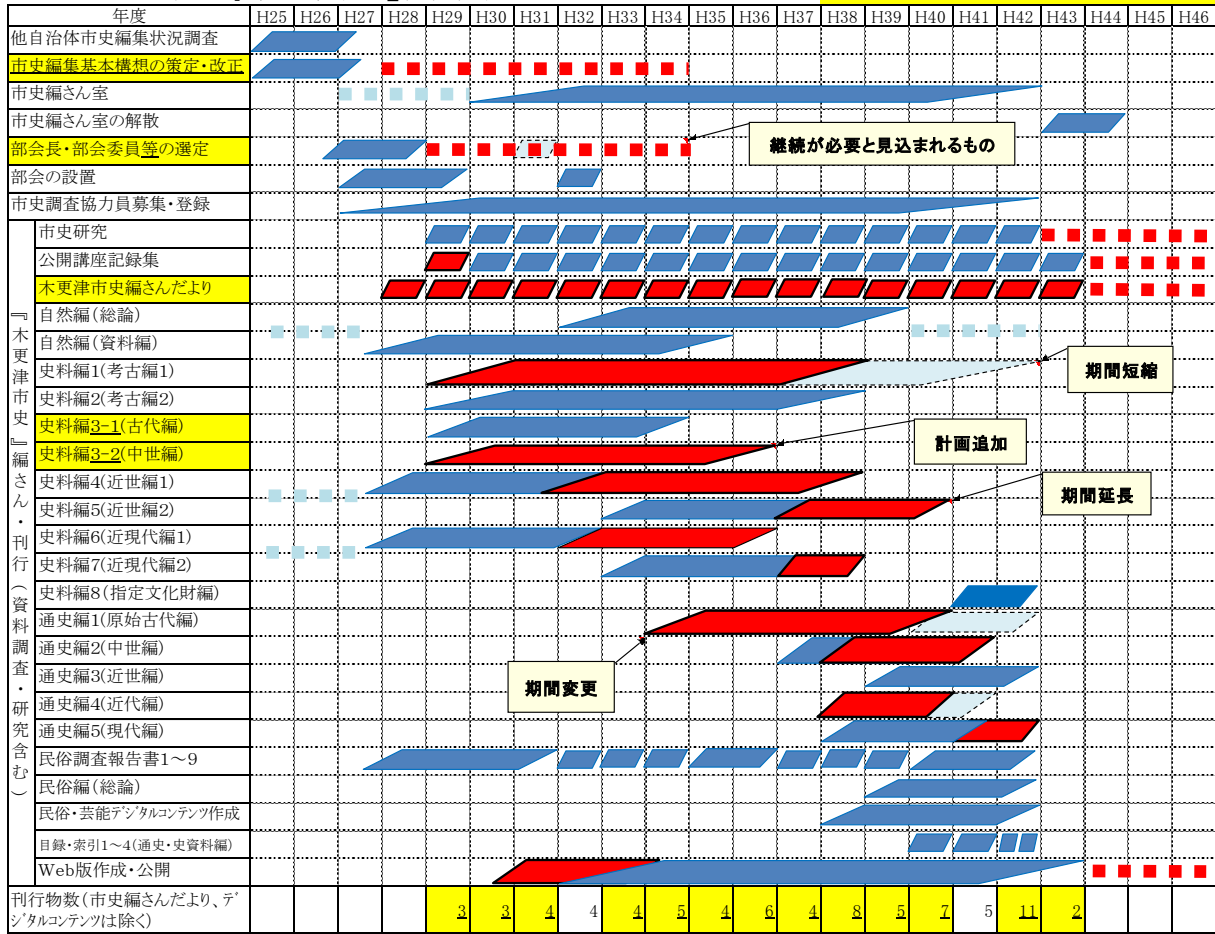 年度 H25 H26 H27 H28 H29 H30 H31 H32 H33 H34 H35 H36 H37 H38 H39 H40 H41 H42 H43 H44 H45 H46
他自治体市史編集状況調査
市史編集基本構想の策定・改正
市史編さん室
市史編さん室の解散
部会長・部会委員等の選定
継続が必要と見込まれるもの
部会の設置
市史調査協力員募集・登録
『木更津市史』編さん・刊行(資料調査・研究含む)
市史研究
公開講座記録集
木更津市史編さんだより
自然編(総論)
自然編(資料編)
史料編1(考古編1)
期間短縮
史料編2(考古編2)
史料編3-1(古代編)
史料編3-2(中世編)
計画追加
史料編4(近世編1)
史料編5(近世編2)
期間延長
史料編6(近現代編1)
史料編7(近現代編2)
史料編8(指定文化財編)
通史編1(原始古代編)
通史編2(中世編)
通史編3(近世編)
期間変更
通史編4(近代編)
通史編5(現代編)
民俗調査報告書1～9
民俗編(総論)
民俗・芸能デジタルコンテンツ作成
目録・索引1～4(通史・史資料編)
Web版作成・公開
刊行物数(市史編さんだより、デ
ジタルコンテンツは除く)
3 3 4 4 4 5 4 6 4 8 5 7 5 11 2